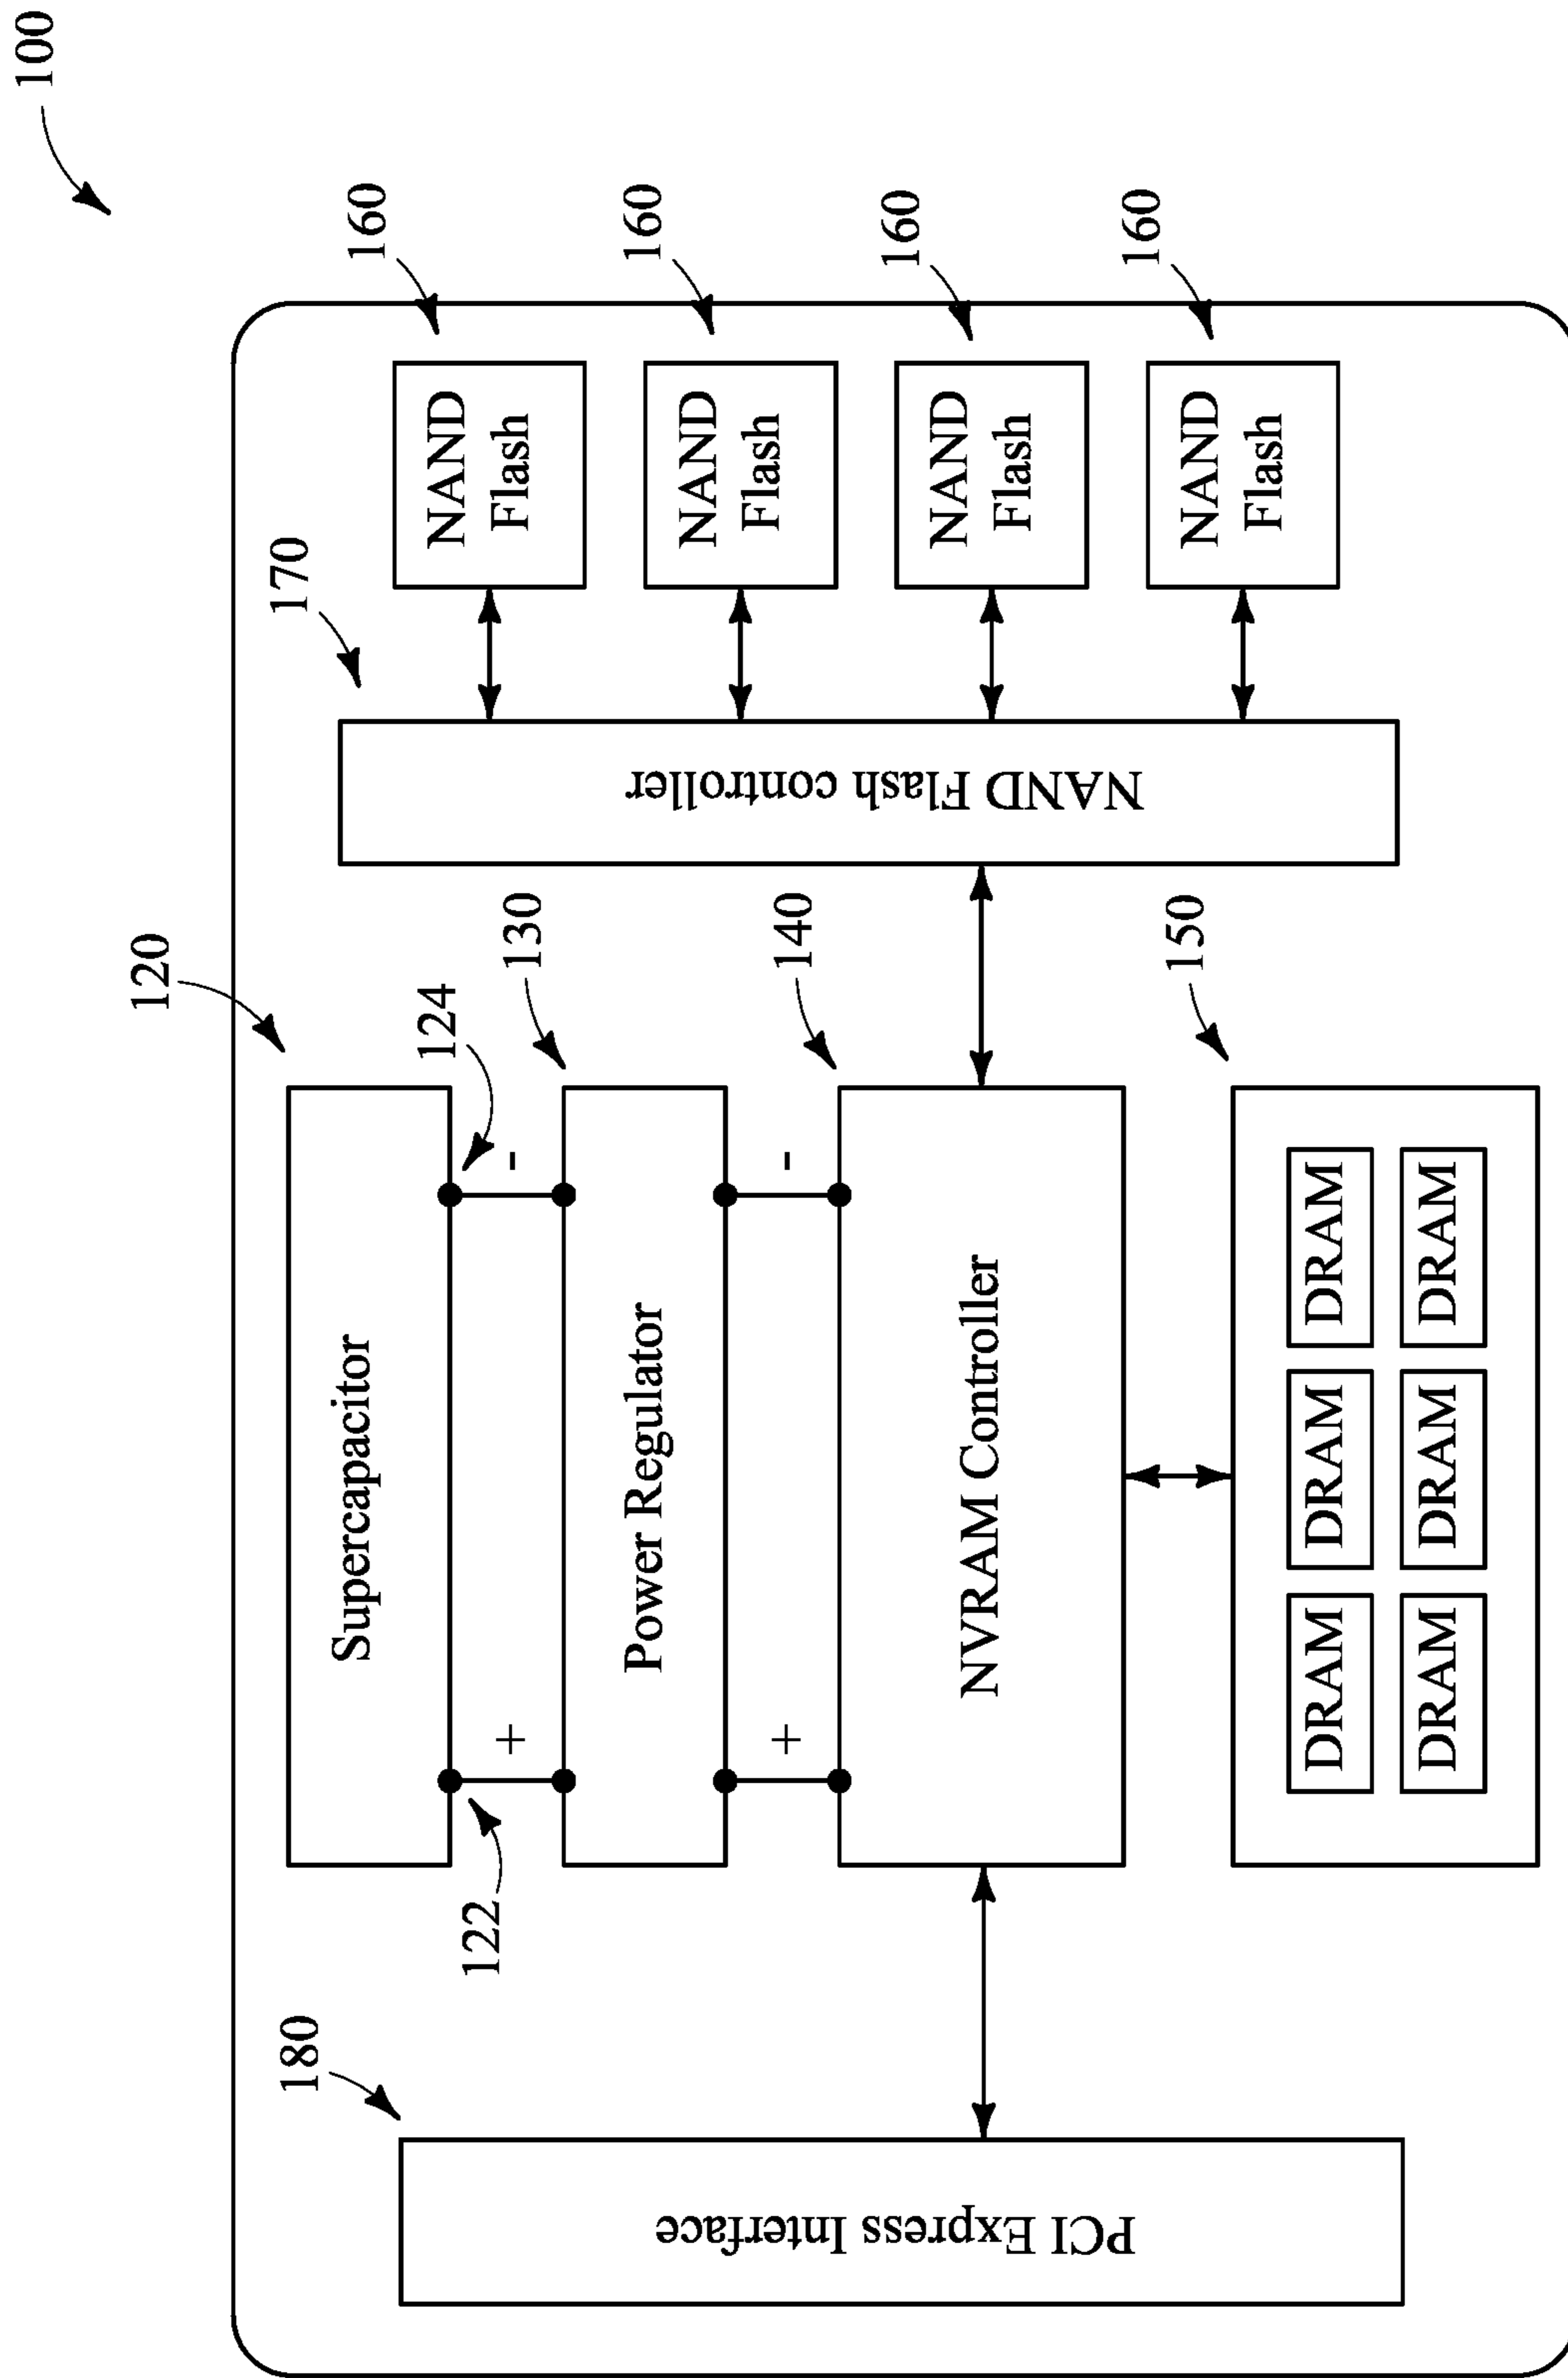 100
120
Supercapacitor
122
+
124
-
130
Power Regulator
+
-
140
NVRAM Controller
150
DRAM
DRAM
DRAM
DRAM
DRAM
DRAM
180
PCI Express Interface
170
NAND Flash controller
160
NAND
Flash
160
NAND
Flash
160
NAND
Flash
160
NAND
Flash